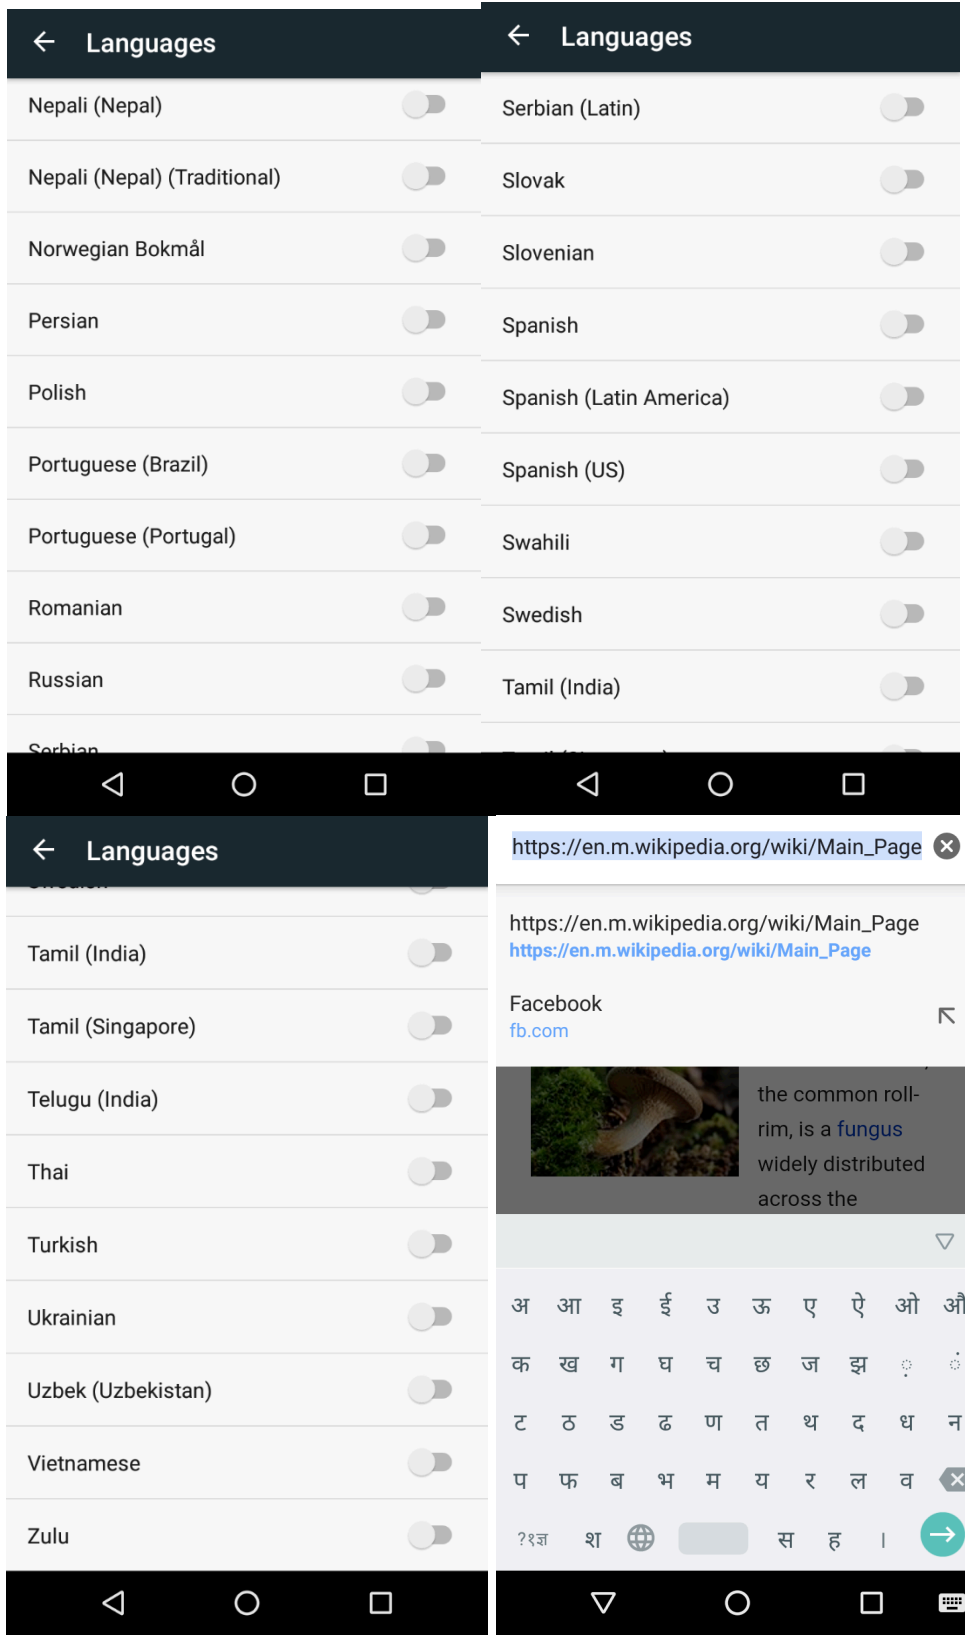 Languages
Nepali (Nepal)
Nepali (Nepal) (Traditional)
Norwegian Bokmål
Persian
Polish
Portuguese (Brazil)
Portuguese (Portugal)
Romanian
Russian
Serbian
Languages
Serbian (Latin)
Slovak
Slovenian
Spanish
Spanish (Latin America)
Spanish (US)
Swahili
Swedish
Tamil (India)
Languages
Swedish
Tamil (India)
Tamil (Singapore)
Telugu (India)
Thai
Turkish
Ukrainian
Uzbek (Uzbekistan)
Vietnamese
Zulu
https://en.m.wikipedia.org/wiki/Main_Page
https://en.m.wikipedia.org/wiki/Main_Page
https://en.m.wikipedia.org/wiki/Main_Page
Facebook
fb.com
the common roll-
rim, is a fungus
widely distributed
across the
अ आ इ ई उ ऊ ए ऐ ओ औ
क ख ग घ च छ ज झ ़ ं
ट ठ ड ढ ण त थ द ध न
प फ ब भ म य र ल व
?१ज्ञ श स ह ।